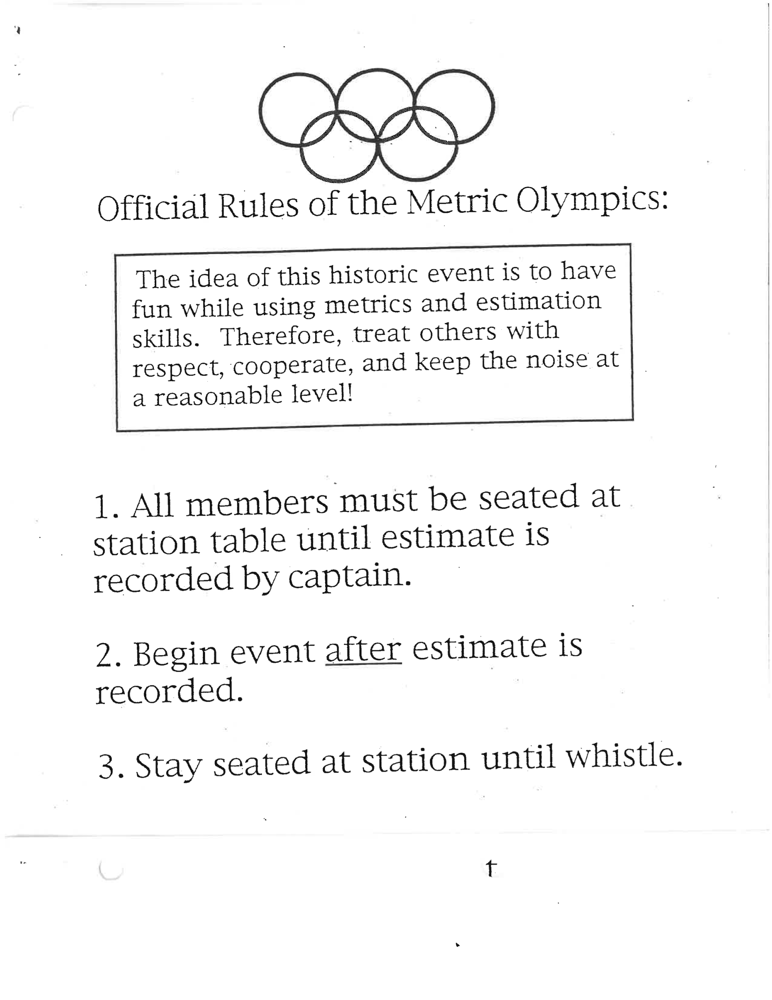 Official Rules of the Metric Olympics:
The idea of this historic event is to have
fun while using metrics and estimation
skills. Therefore, treat others with
respect, cooperate, and keep the noise at
a reasonable level!
1. All members must be seated at
station table until estimate is
recorded by captain.
2. Begin event after estimate is
recorded.
3. Stay seated at station until whistle.
t